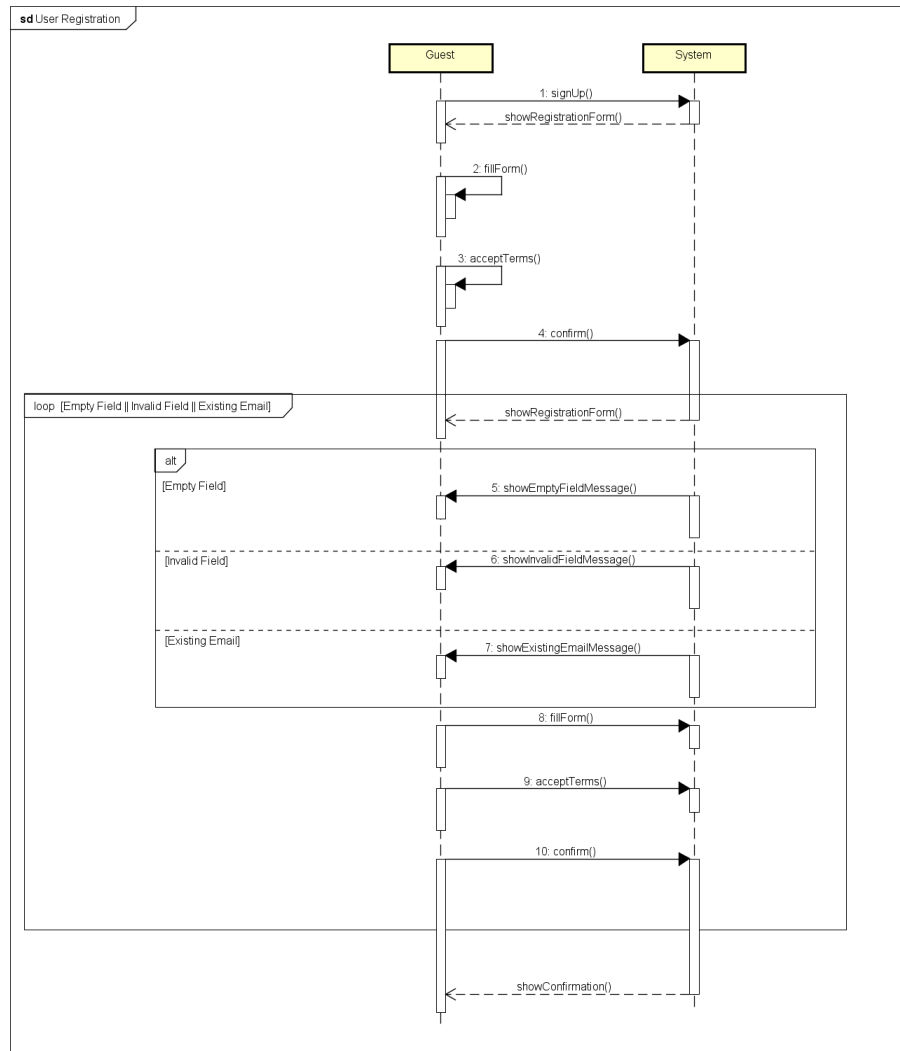 sd User Registration
Guest
System
1: signUp()
showRegistrationForm()
2: fillForm()
3: acceptTerms()
4: confirm()
loop [Empty Field || Invalid Field || Existing Email]
showRegistrationForm()
alt
[Empty Field]
5: showEmptyFieldMessage()
[Invalid Field]
6: showInvalidFieldMessage()
[Existing Email]
7: showExistingEmailMessage()
8: fillForm()
9: acceptTerms()
10: confirm()
showConfirmation()